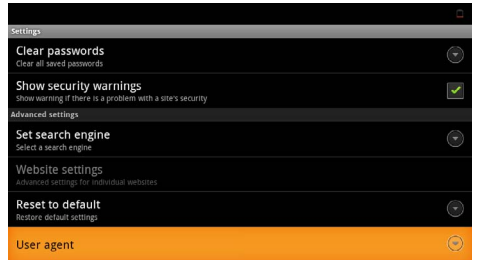 Settings
Clear passwords
Clear all saved passwords
Show security warnings
Show warning if there is a problem with a site's security
Advanced settings
Set search engine
Select a search engine
Website settings
Advanced settings for individual websites
Reset to default
Restore default settings
User agent